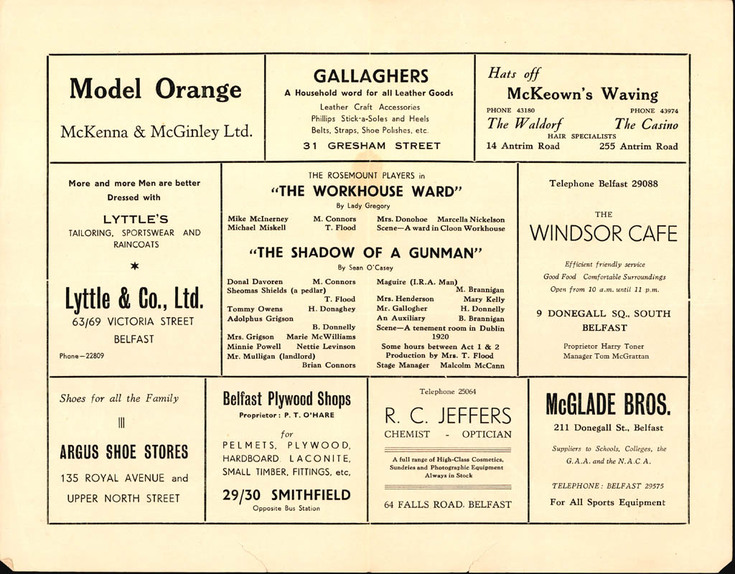 Model Orange
McKenna & McGinley Ltd.
GALLAGHERS
A Household word for all Leather Goods
Leather Craft Accessories
Phillips Stick-a-Soles and Heels
Belts, Straps, Shoe Polishes, etc.
31 GRESHAM STREET
Hats off
McKeown's Waving
PHONE 43180 PHONE 43974
The Waldorf The Casino
HAIR SPECIALISTS
14 Antrim Road 255 Antrim Road
More and more Men are better
Dressed with
LYTTLE'S
TAILORING, SPORTSWEAR AND
RAINCOATS
Lyttle & Co., Ltd.
63/69 VICTORIA STREET
BELFAST
Phone—22809
THE ROSEMOUNT PLAYERS in
"THE WORKHOUSE WARD"
By Lady Gregory
Mike McInerney M. Connors
Michael Miskell T. Flood
Mrs. Donohoe Marcella Nickelson
Scene—A ward in Cloon Workhouse
"THE SHADOW OF A GUNMAN"
By Sean O'Casey
Donal Davoren M. Connors
Sheomas Shields (a pedlar)
T. Flood
Tommy Owens H. Donaghey
Adolphus Grigson
B. Donnelly
Mrs. Grigson Marie McWilliams
Minnie Powell Nettie Levinson
Mr. Mulligan (landlord)
Brian Connors
Maguire (I.R.A. Man)
M. Brannigan
Mrs. Henderson Mary Kelly
Mr. Gallogher H. Donnelly
An Auxiliary B. Brannigan
Scene—A tenement room in Dublin
1920
Some hours between Act 1 & 2
Production by Mrs. T. Flood
Stage Manager Malcolm McCann
Telephone Belfast 29088
THE
WINDSOR CAFE
Efficient friendly service
Good Food Comfortable Surroundings
Open from 10 a.m. until 11 p.m.
9 DONEGALL SQ., SOUTH
BELFAST
Proprietor Harry Toner
Manager Tom McGrattan
Shoes for all the Family
ARGUS SHOE STORES
135 ROYAL AVENUE and
UPPER NORTH STREET
Belfast Plywood Shops
Proprietor: P. T. O'HARE
for
PELMETS, PLYWOOD,
HARDBOARD LACONITE,
SMALL TIMBER, FITTINGS, etc.
29/30 SMITHFIELD
Opposite Bus Station
Telephone 25064
R. C. JEFFERS
CHEMIST - OPTICIAN
A full range of High-Class Cosmetics,
Sundries and Photographic Equipment
Always in Stock
64 FALLS ROAD, BELFAST
McGLADE BROS.
211 Donegall St., Belfast
Suppliers to Schools, Colleges, the
G.A.A. and the N.A.C.A.
TELEPHONE: BELFAST 29575
For All Sports Equipment